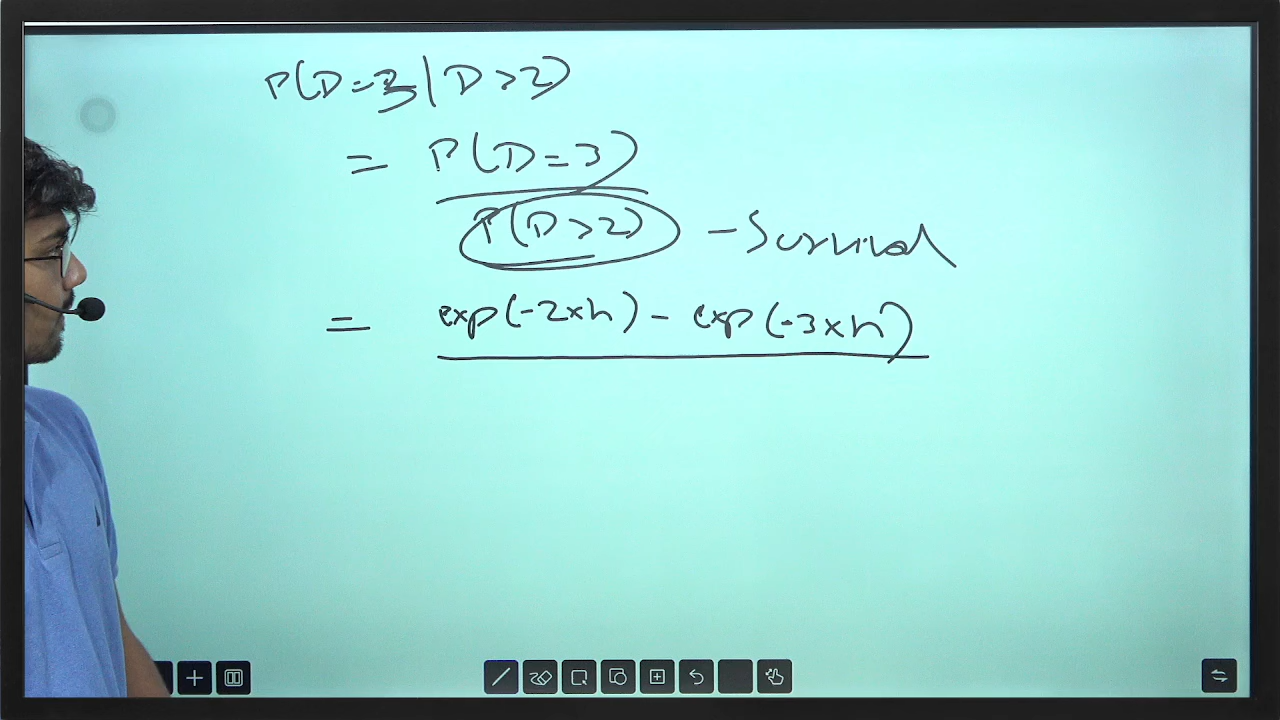 P(D=3|D>2)
= P(D=3)
P(D>2) - Survival
= exp(-2×h) - exp(-3×h)